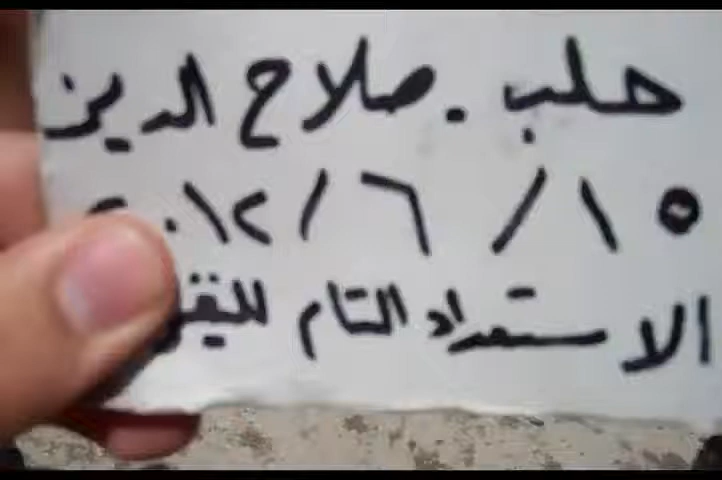 حلب . صلاح الدين
١٥ / ٦ / ٢٠١٢
الاستعداد التام